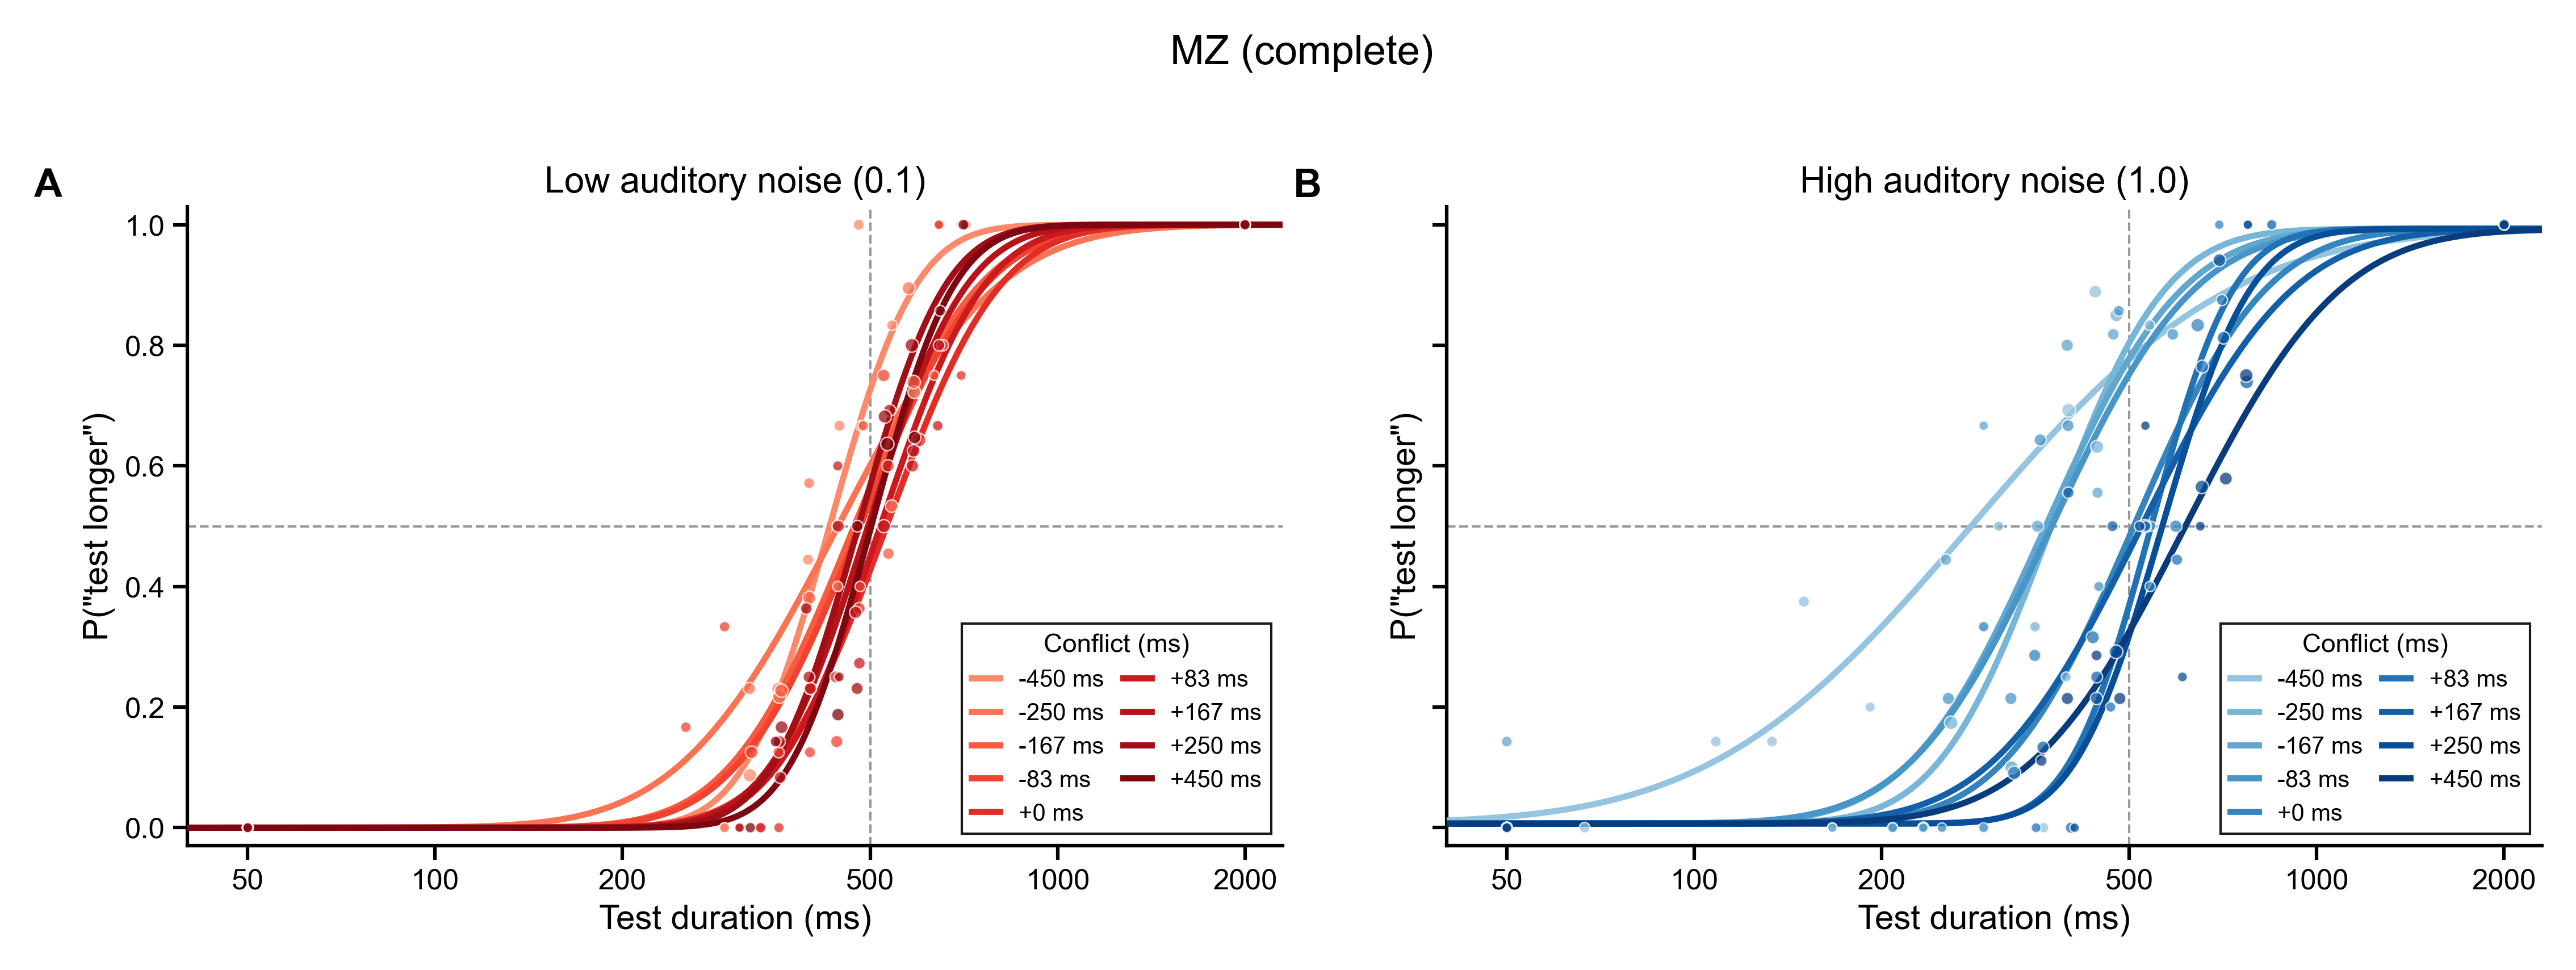 MZ (complete)
A
Low auditory noise (0.1)
P("test longer")
1.0
0.8
0.6
0.4
0.2
0.0
50
100
200
500
1000
2000
Test duration (ms)
Conflict (ms)
-450 ms
-250 ms
-167 ms
-83 ms
+0 ms
+83 ms
+167 ms
+250 ms
+450 ms
B
High auditory noise (1.0)
P("test longer")
50
100
200
500
1000
2000
Test duration (ms)
Conflict (ms)
-450 ms
-250 ms
-167 ms
-83 ms
+0 ms
+83 ms
+167 ms
+250 ms
+450 ms